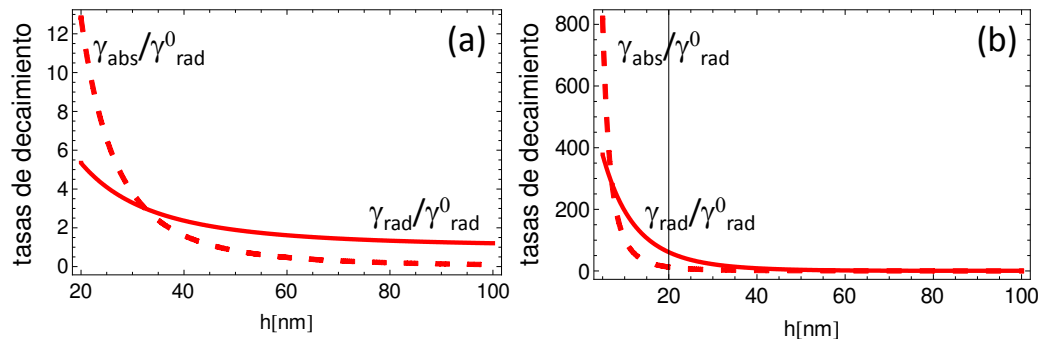 (a)
γabs/γ⁰rad
γrad/γ⁰rad
tasas de decaimiento
12
10
8
6
4
2
0
20 40 60 80 100
h[nm]
(b)
γabs/γ⁰rad
γrad/γ⁰rad
tasas de decaimiento
800
600
400
200
0
20 40 60 80 100
h[nm]